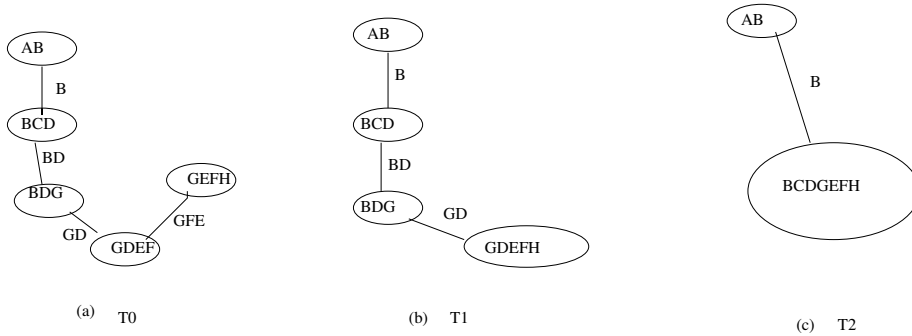 AB
B
BCD
BD
BDG
GD
GDEF
GFE
GEFH
(a) T0
AB
B
BCD
BD
BDG
GD
GDEFH
(b) T1
AB
B
BCDGEFH
(c) T2